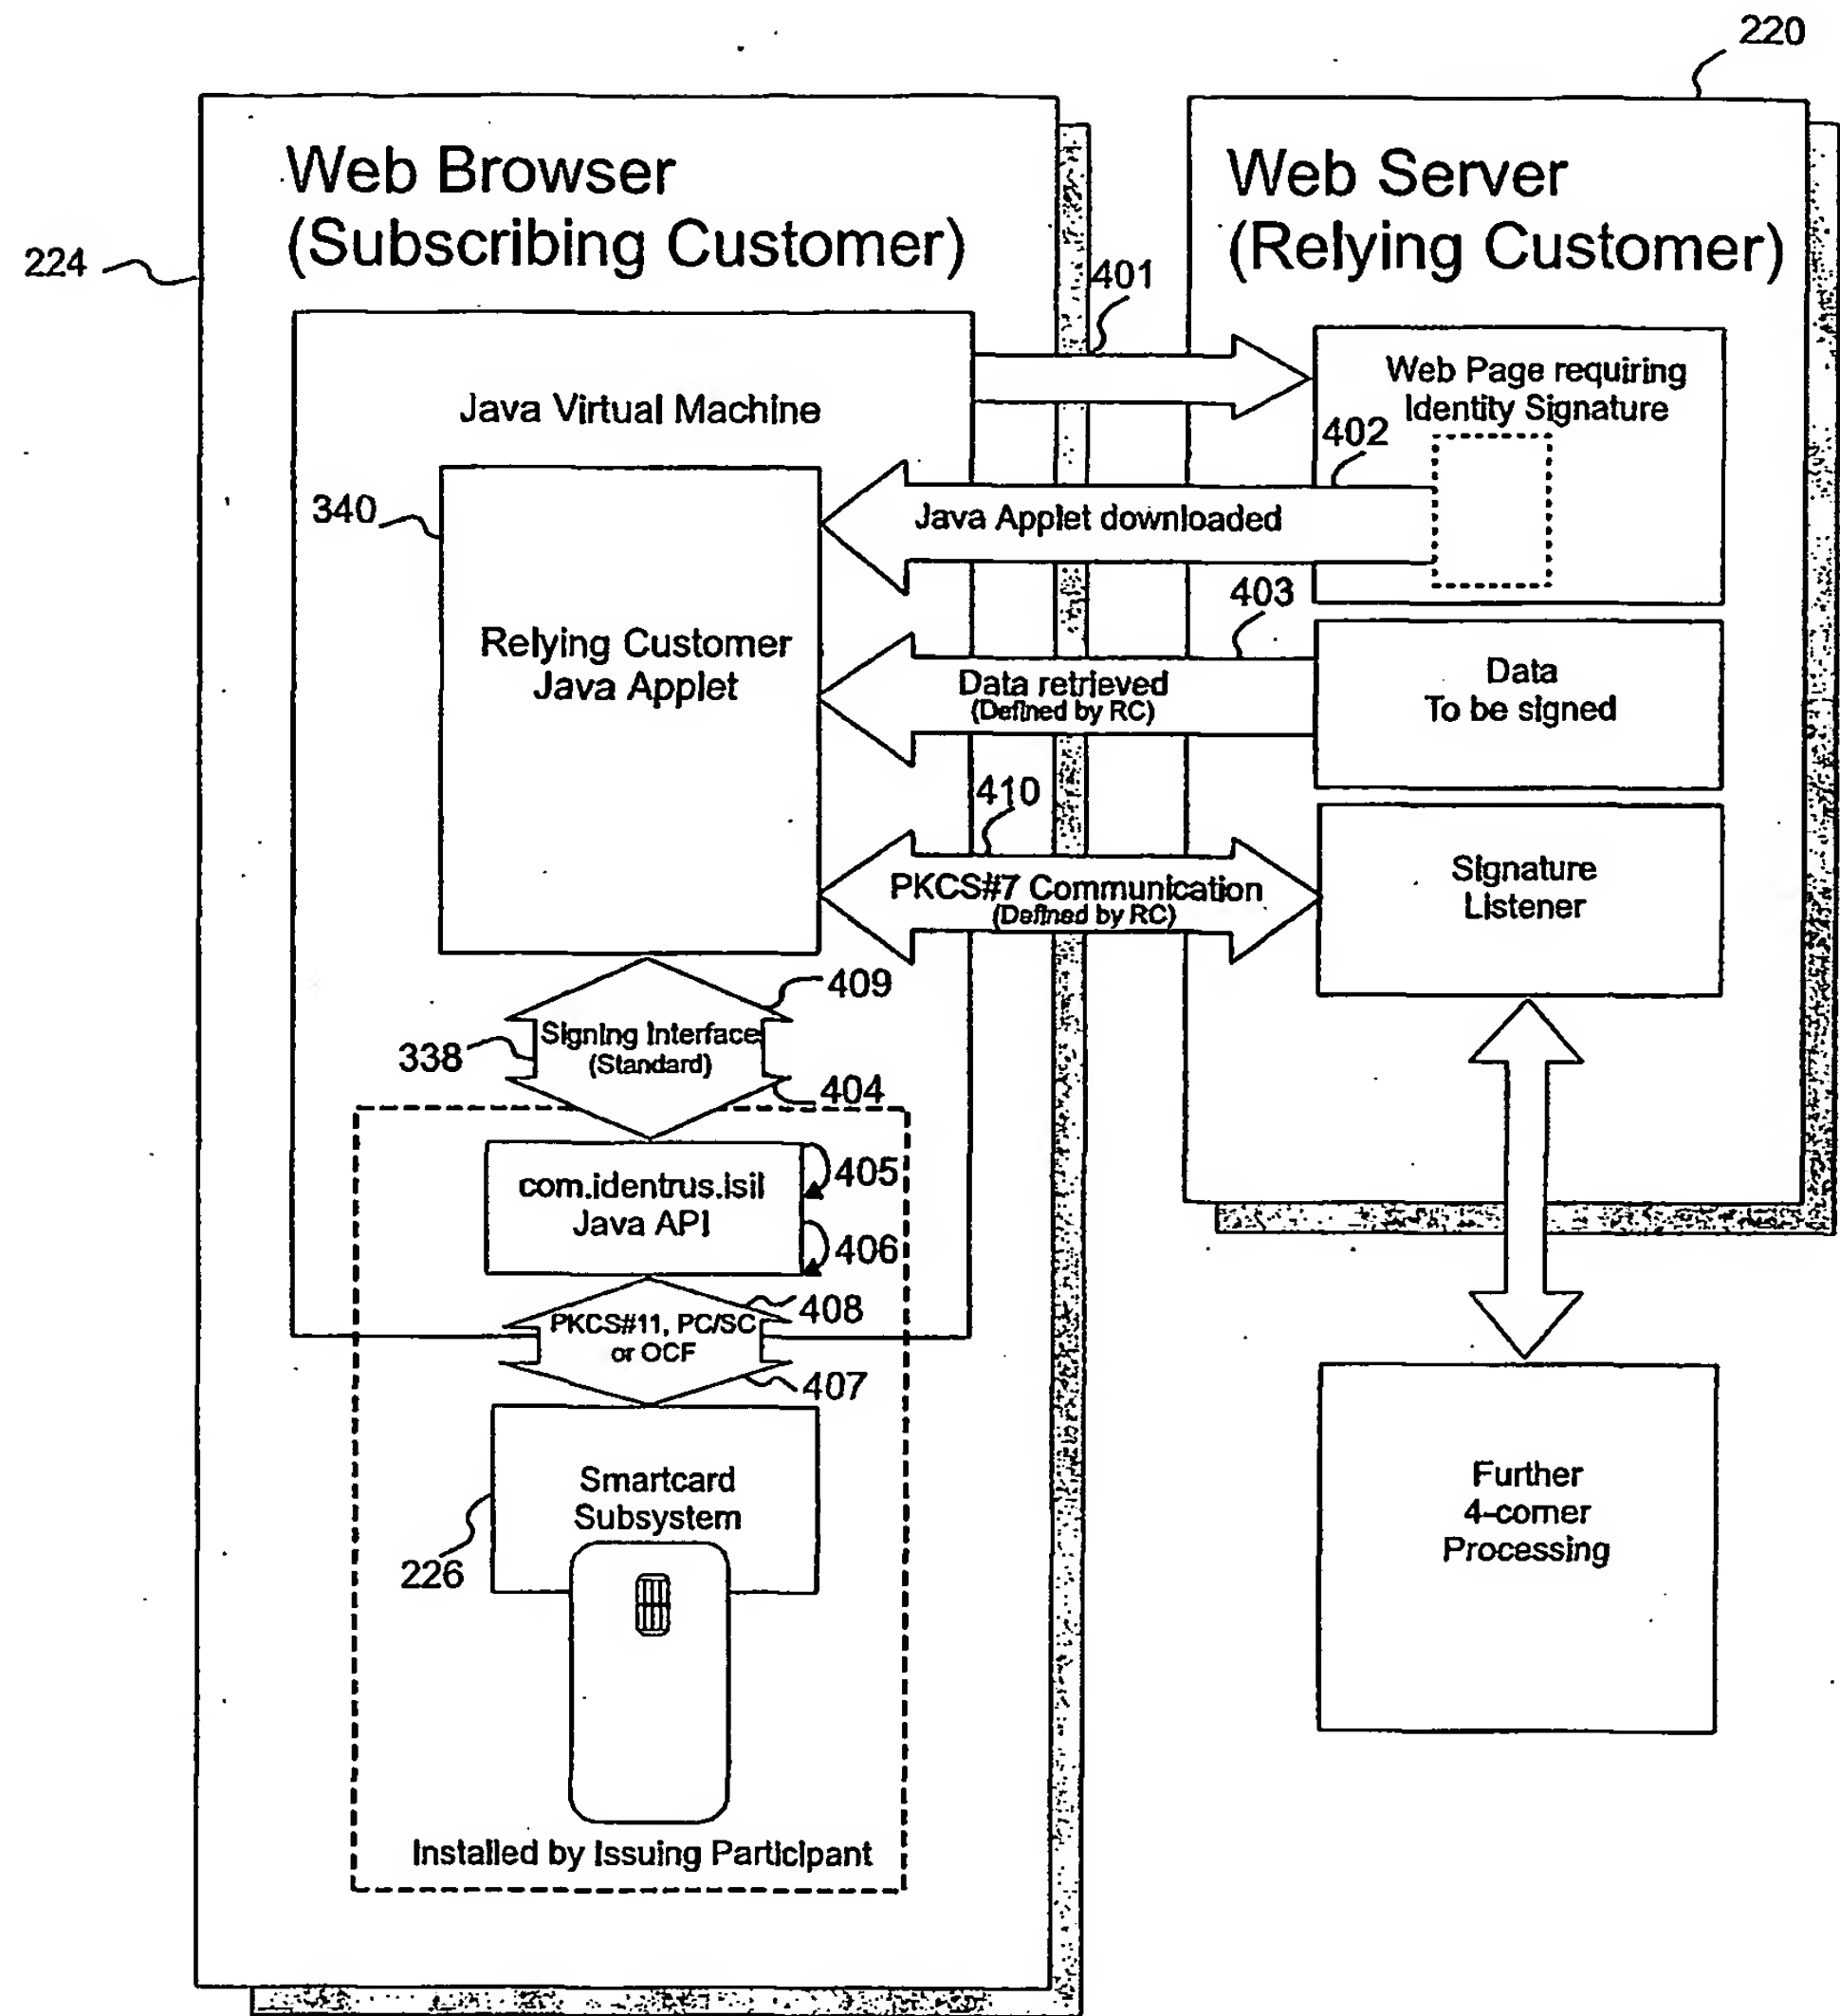 220
Web Browser
(Subscribing Customer)
Web Server
(Relying Customer)
224
401
Java Virtual Machine
Web Page requiring
Identity Signature
402
340
Java Applet downloaded
403
Relying Customer
Java Applet
Data retrieved
(Defined by RC)
Data
To be signed
410
PKCS#7 Communication
(Defined by RC)
Signature
Listener
409
Signing Interface
(Standard)
338
404
com.identrus.isil
Java API
405
406
408
PKCS#11, PC/SC
or OCF
407
Smartcard
Subsystem
226
Further
4-corner
Processing
Installed by Issuing Participant